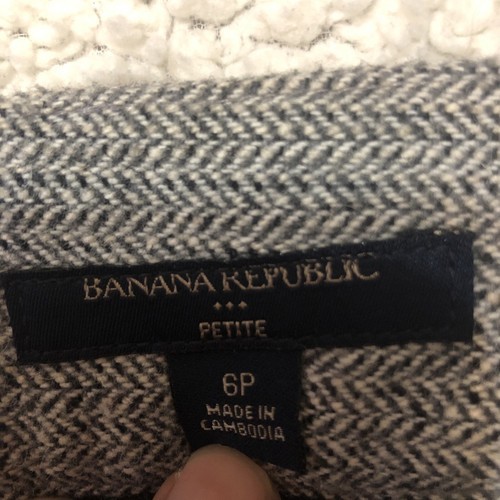 BANANA REPUBLIC
PETITE
6P
MADE IN
CAMBODIA